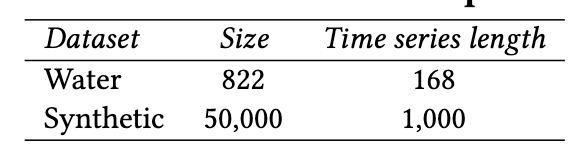 Dataset Size Time series length
Water 822 168
Synthetic 50,000 1,000